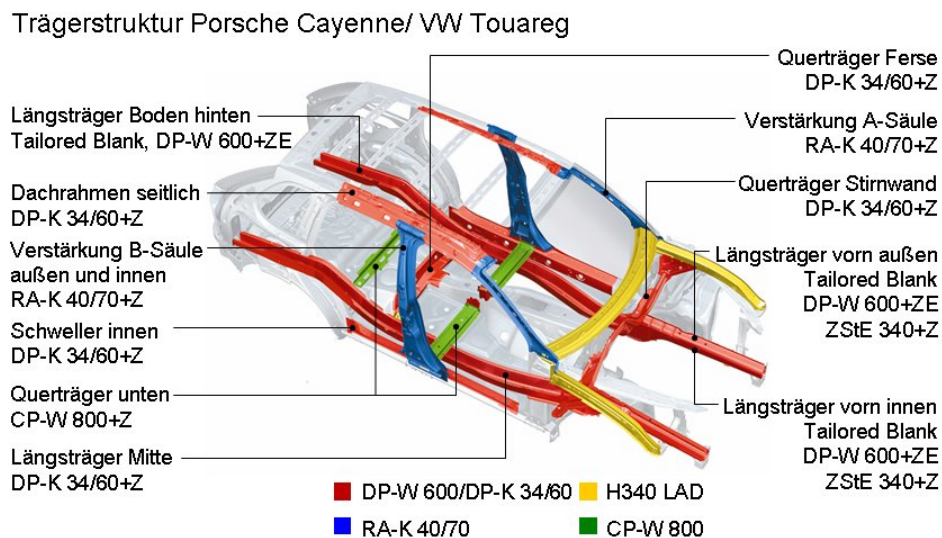 Trägerstruktur Porsche Cayenne/ VW Touareg
Querträger Ferse
DP-K 34/60+Z
Längsträger Boden hinten
Tailored Blank, DP-W 600+ZE
Verstärkung A-Säule
RA-K 40/70+Z
Dachrahmen seitlich
DP-K 34/60+Z
Querträger Stirnwand
DP-K 34/60+Z
Verstärkung B-Säule
außen und innen
RA-K 40/70+Z
Längsträger vorn außen
Tailored Blank
DP-W 600+ZE
ZStE 340+Z
Schweller innen
DP-K 34/60+Z
Querträger unten
CP-W 800+Z
Längsträger vorn innen
Tailored Blank
DP-W 600+ZE
ZStE 340+Z
Längsträger Mitte
DP-K 34/60+Z
DP-W 600/DP-K 34/60
H340 LAD
RA-K 40/70
CP-W 800